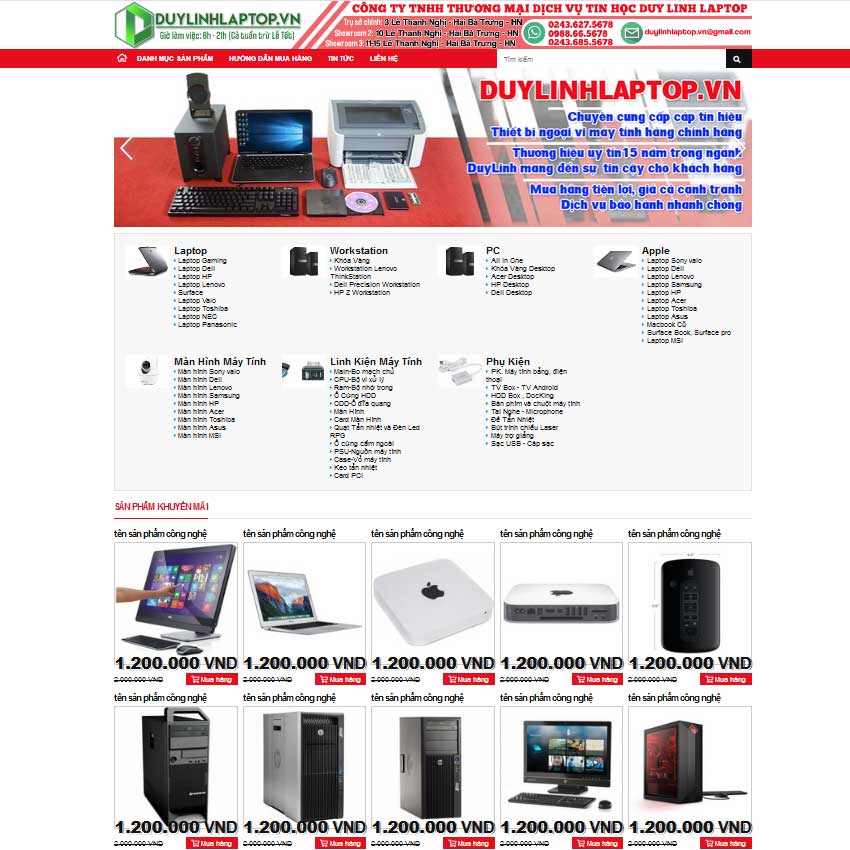 DUYLINHLAPTOP.VN
Giờ làm việc: 8h - 21h (Cả tuần trừ Lễ Tết)
CÔNG TY TNHH THƯƠNG MẠI DỊCH VỤ TIN HỌC DUY LINH LAPTOP
Trụ sở chính: 3 Lê Thanh Nghị - Hai Bà Trưng - HN
Showroom 2: 10 Lê Thanh Nghị - Hai Bà Trưng - HN
Showroom 3: 11-15 Lê Thanh Nghị - Hai Bà Trưng - HN
0243.627.5678
0988.66.5678
0243.685.5678
duylinhlaptop.vn@gmail.com
DANH MỤC SẢN PHẨM HƯỚNG DẪN MUA HÀNG TIN TỨC LIÊN HỆ
Tìm kiếm
DUYLINHLAPTOP.VN
Chuyên cung cấp cáp tín hiệu
Thiết bị ngoại vi máy tính hàng chính hãng
Thương hiệu uy tín 15 năm trong ngành
DuyLinh mang đến sự tin cậy cho khách hàng
Mua hàng tiện lợi, giá cả cạnh tranh
Dịch vụ bảo hành nhanh chóng
Laptop
Laptop Gaming
Laptop Dell
Laptop HP
Laptop Lenovo
Surface
Laptop Vaio
Laptop Toshiba
Laptop NEC
Laptop Panasonic
Workstation
Khóa Vàng
Workstation Lenovo
ThinkStation
Dell Precision Workstation
HP Z Workstation
PC
All In One
Khóa Vàng Desktop
Acer Desktop
HP Desktop
Dell Desktop
Apple
Laptop Sony vaio
Laptop Dell
Laptop Lenovo
Laptop Samsung
Laptop HP
Laptop Acer
Laptop Toshiba
Laptop Asus
Macbook Cũ
Surface Book, Surface pro
Laptop MSI
Màn Hình Máy Tính
Màn hình Sony vaio
Màn hình Dell
Màn hình Lenovo
Màn hình Samsung
Màn hình HP
Màn hình Acer
Màn hình Toshiba
Màn hình Asus
Màn hình MSI
Linh Kiện Máy Tính
Main-Bo mạch chủ
CPU-Bộ vi xử lý
Ram-Bộ nhớ trong
Ổ Cứng HDD
ODD-Ổ đĩa quang
Màn Hình
Card Màn Hình
Quạt Tản nhiệt và Đèn Led
RPG
Ổ cứng cắm ngoài
PSU-Nguồn máy tính
Case-Vỏ máy tính
Keo tản nhiệt
Card PCI
Phụ Kiện
PK. Máy tính bảng, điện
thoại
TV Box - TV Android
HDD Box , DocKing
Bàn phím và chuột máy tính
Tai Nghe - Microphone
Đế Tản Nhiệt
Bút trình chiếu Laser
Máy trợ giảng
Sạc USB - Cáp sạc
SẢN PHẨM KHUYẾN MÃI
tên sản phẩm công nghệ tên sản phẩm công nghệ tên sản phẩm công nghệ tên sản phẩm công nghệ tên sản phẩm công nghệ
1.200.000 VND 1.200.000 VND 1.200.000 VND 1.200.000 VND 1.200.000 VND
2.000.000 VND Mua hàng 2.000.000 VND Mua hàng 2.000.000 VND Mua hàng 2.000.000 VND Mua hàng 2.000.000 VND Mua hàng
tên sản phẩm công nghệ tên sản phẩm công nghệ tên sản phẩm công nghệ tên sản phẩm công nghệ tên sản phẩm công nghệ
1.200.000 VND 1.200.000 VND 1.200.000 VND 1.200.000 VND 1.200.000 VND
2.000.000 VND Mua hàng 2.000.000 VND Mua hàng 2.000.000 VND Mua hàng 2.000.000 VND Mua hàng 2.000.000 VND Mua hàng